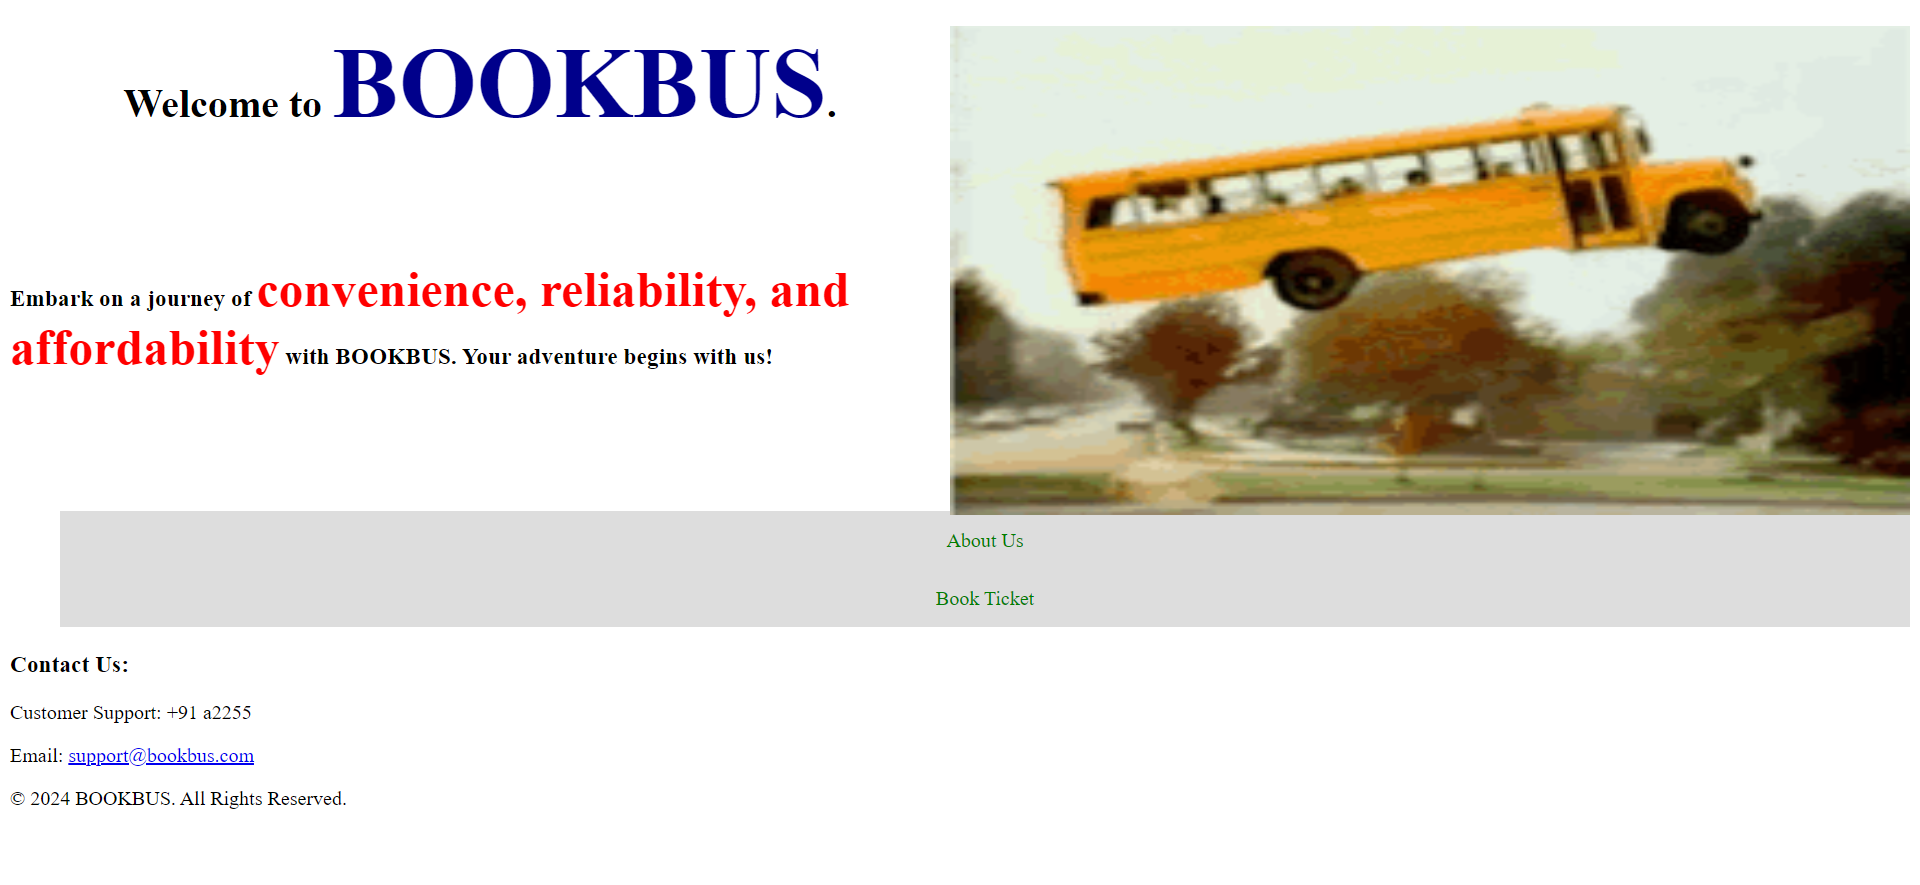 Welcome to BOOKBUS.
Embark on a journey of convenience, reliability, and
affordability with BOOKBUS. Your adventure begins with us!
About Us
Book Ticket
Contact Us:
Customer Support: +91 a2255
Email: support@bookbus.com
© 2024 BOOKBUS. All Rights Reserved.